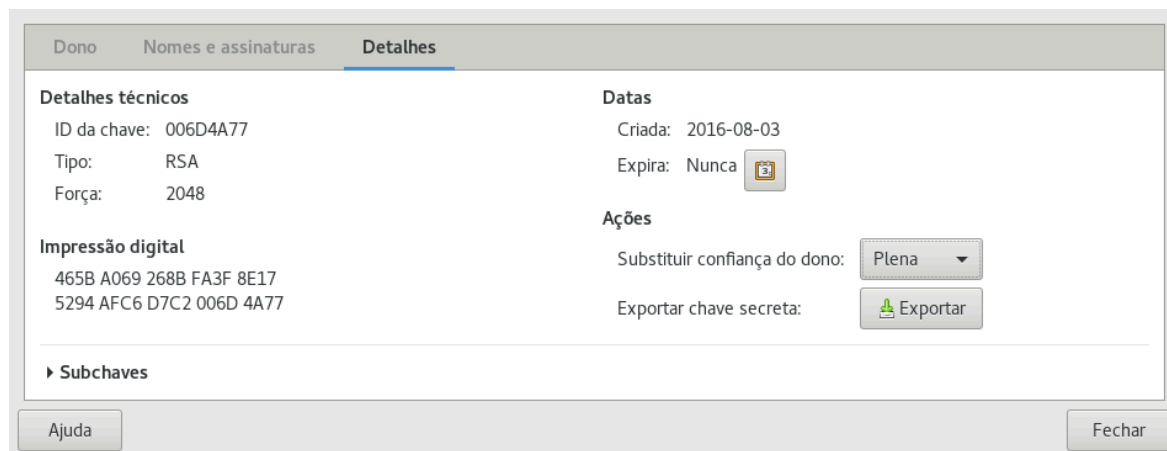 Dono Nomes e assinaturas Detalhes
Detalhes técnicos
ID da chave: 006D4A77
Tipo: RSA
Força: 2048
Impressão digital
465B A069 268B FA3F 8E17
5294 AFC6 D7C2 006D 4A77
Datas
Criada: 2016-08-03
Expira: Nunca
Ações
Substituir confiança do dono: Plena
Exportar chave secreta: Exportar
Subchaves
Ajuda Fechar